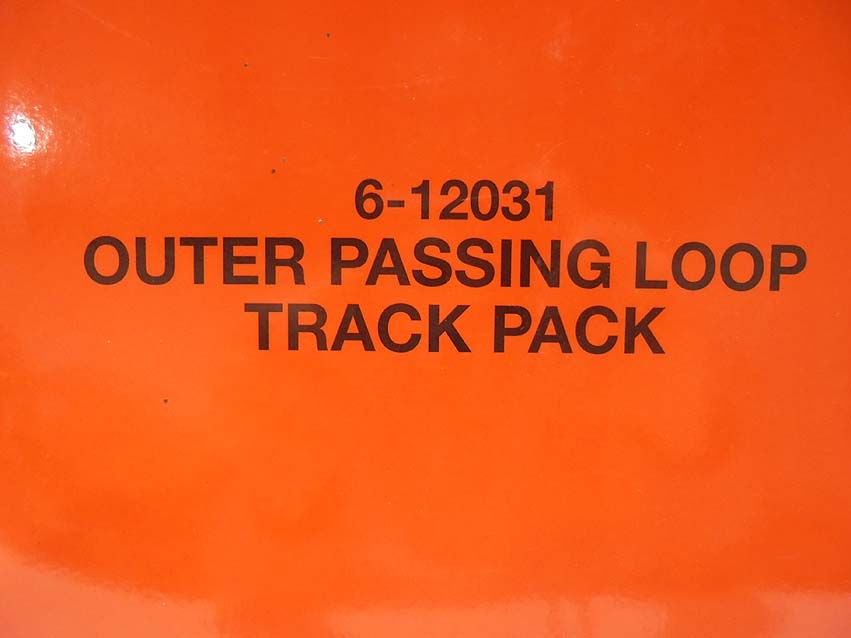 6-12031
OUTER PASSING LOOP
TRACK PACK